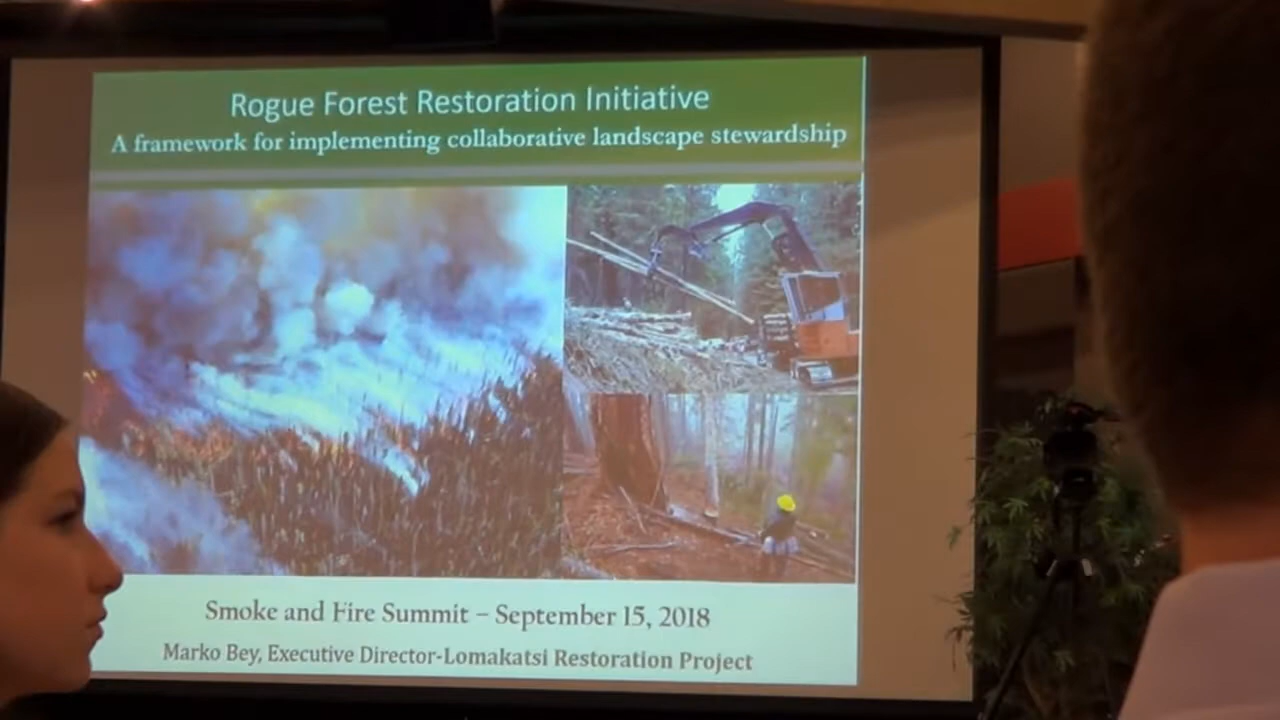 Rogue Forest Restoration Initiative
A framework for implementing collaborative landscape stewardship
Smoke and Fire Summit – September 15, 2018
Marko Bey, Executive Director-Lomakatsi Restoration Project